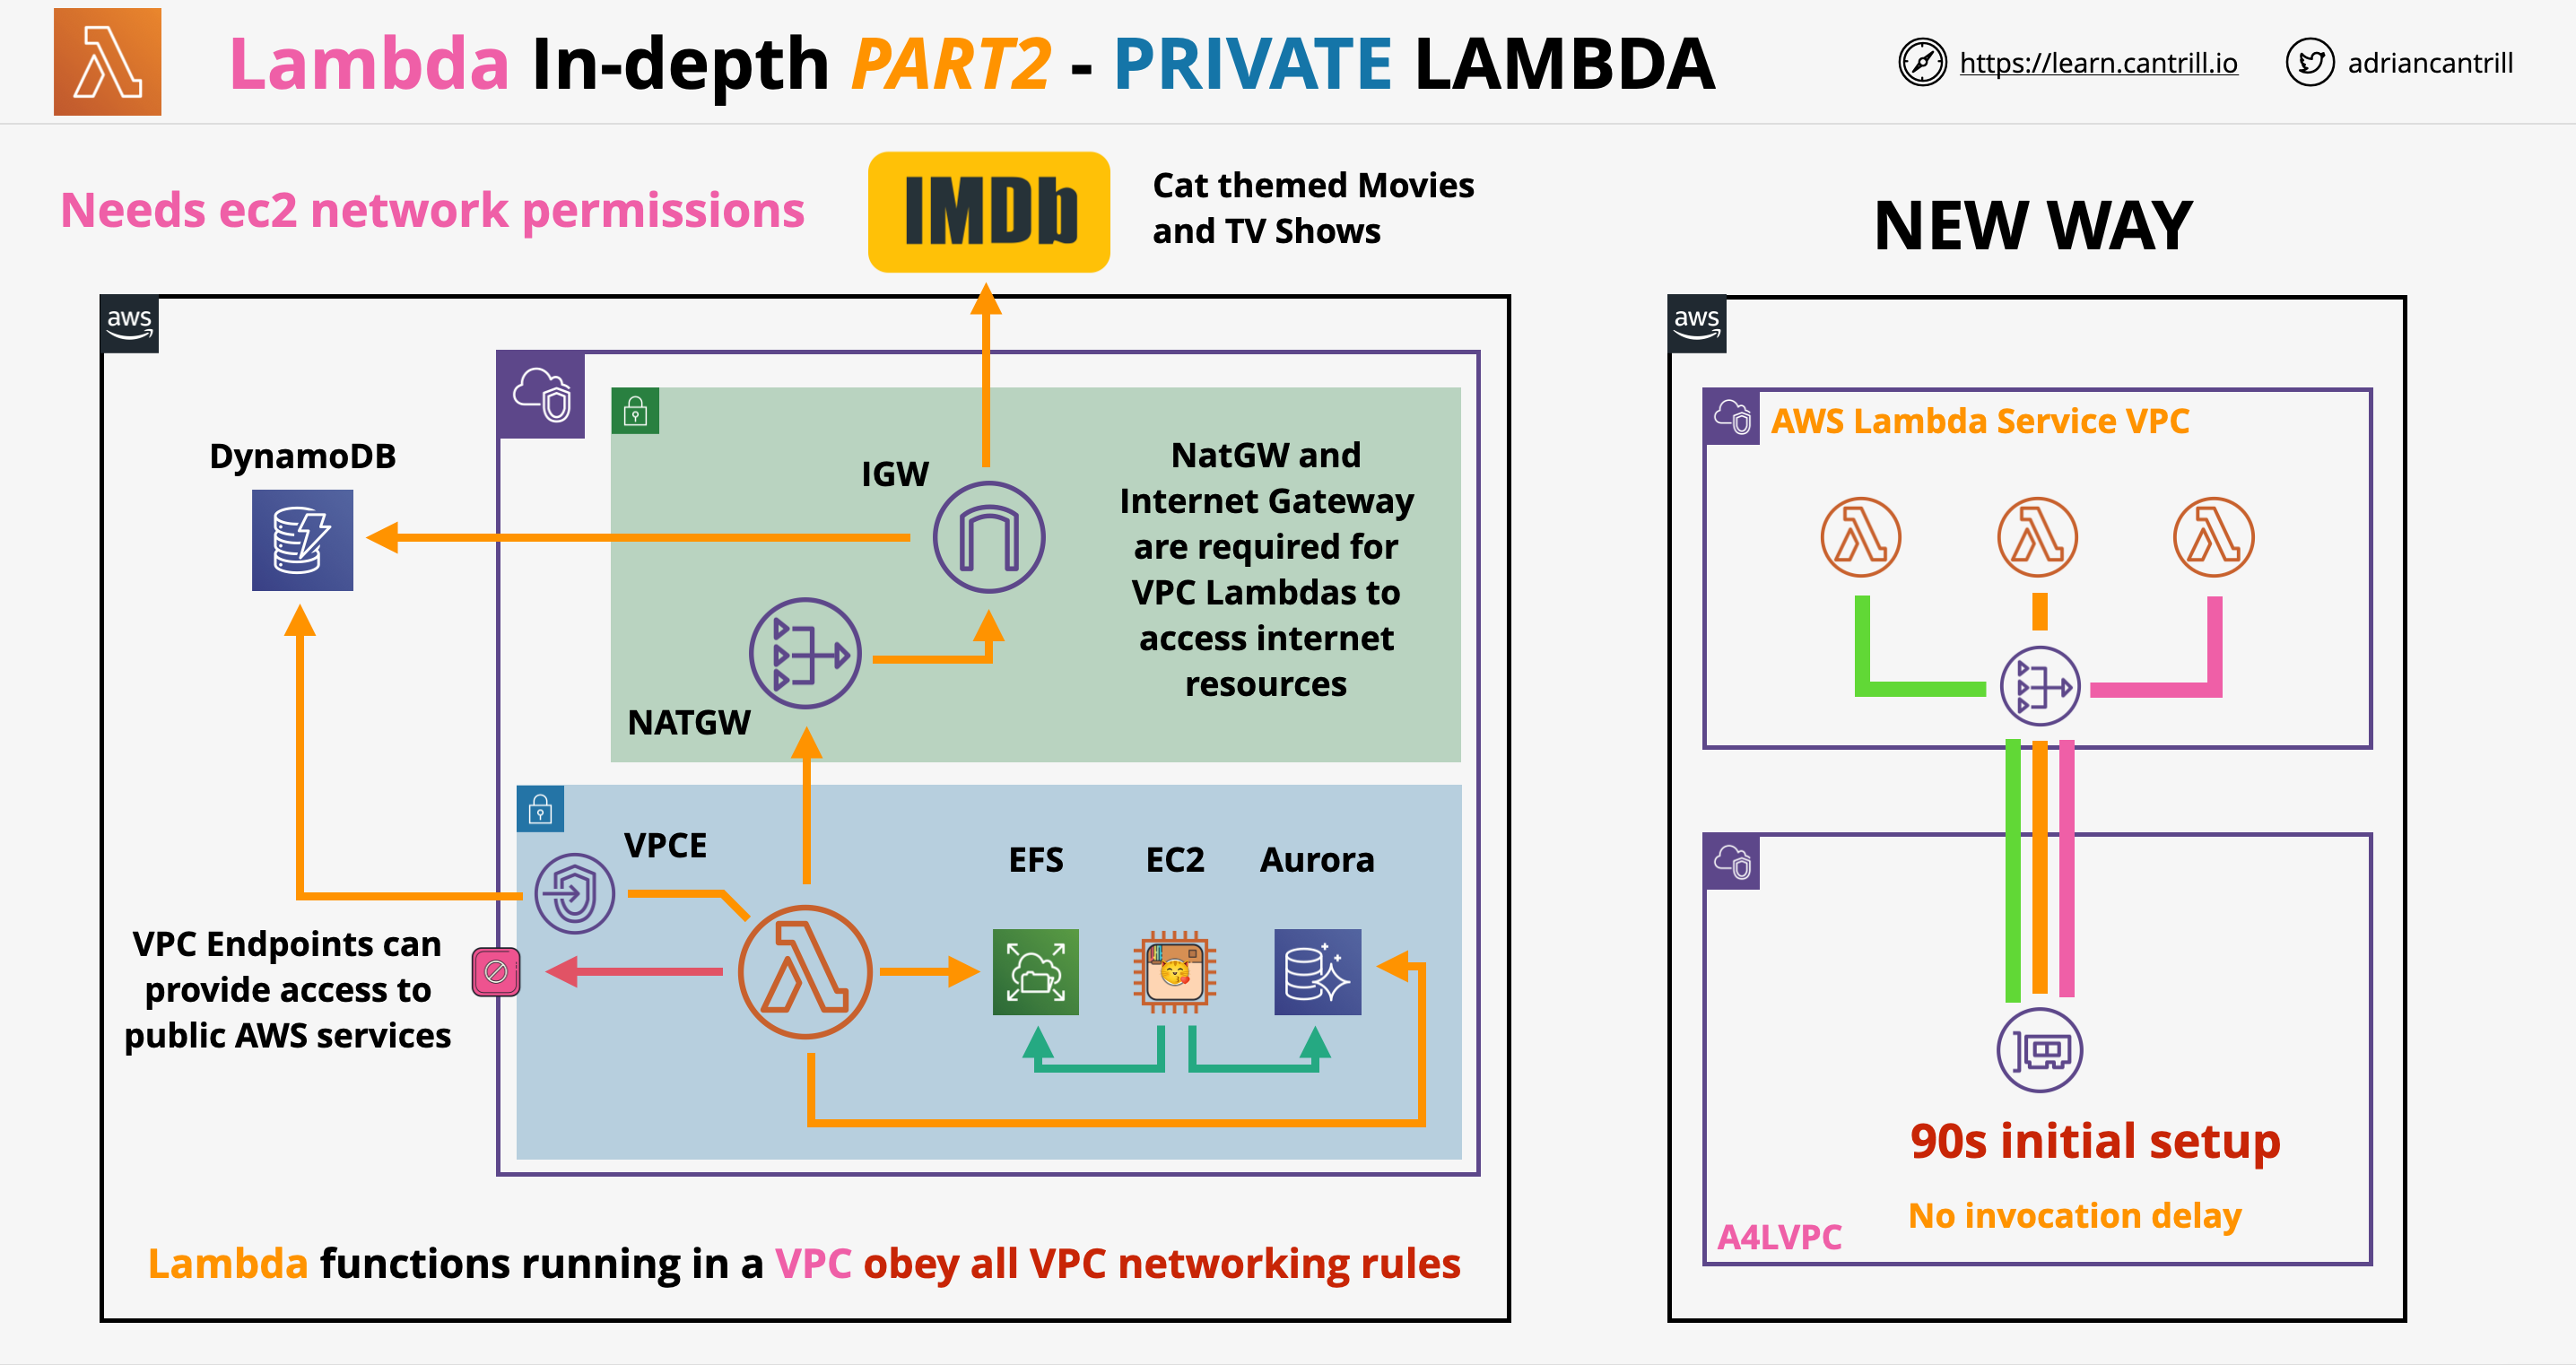 Lambda In-depth PART2 - PRIVATE LAMBDA
https://learn.cantrill.io
adriancantrill
Needs ec2 network permissions
IMDb
Cat themed Movies
and TV Shows
NEW WAY
aws
DynamoDB
IGW
NatGW and
Internet Gateway
are required for
VPC Lambdas to
access internet
resources
NATGW
VPCE
EFS
EC2
Aurora
VPC Endpoints can
provide access to
public AWS services
Lambda functions running in a VPC obey all VPC networking rules
aws
AWS Lambda Service VPC
90s initial setup
No invocation delay
A4LVPC